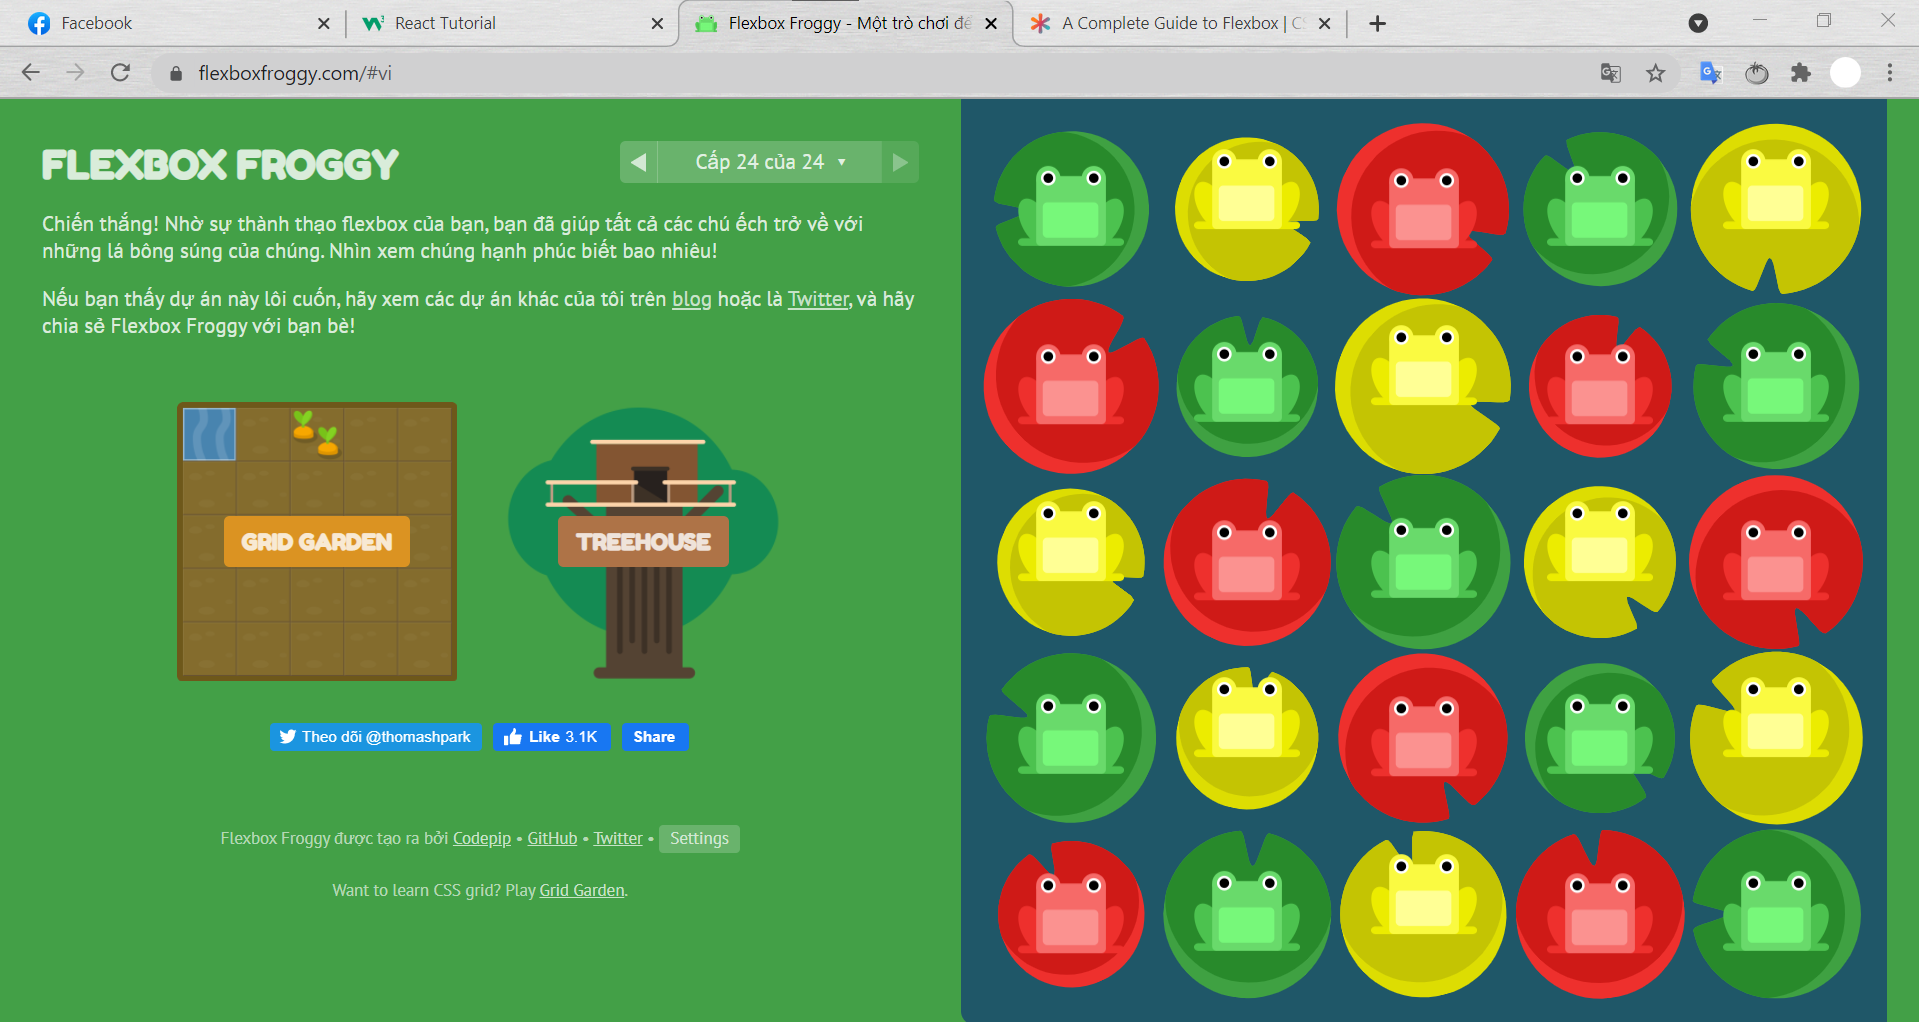 Facebook
React Tutorial
Flexbox Froggy - Một trò chơi để
A Complete Guide to Flexbox | CS
flexboxfroggy.com/#vi
FLEXBOX FROGGY
Cấp 24 của 24
Chiến thắng! Nhờ sự thành thạo flexbox của bạn, bạn đã giúp tất cả các chú ếch trở về với
những lá bông súng của chúng. Nhìn xem chúng hạnh phúc biết bao nhiêu!
Nếu bạn thấy dự án này lôi cuốn, hãy xem các dự án khác của tôi trên blog hoặc là Twitter, và hãy
chia sẻ Flexbox Froggy với bạn bè!
GRID GARDEN
TREEHOUSE
Theo dõi @thomashpark
Like 3.1K
Share
Flexbox Froggy được tạo ra bởi Codepip • GitHub • Twitter • Settings
Want to learn CSS grid? Play Grid Garden.